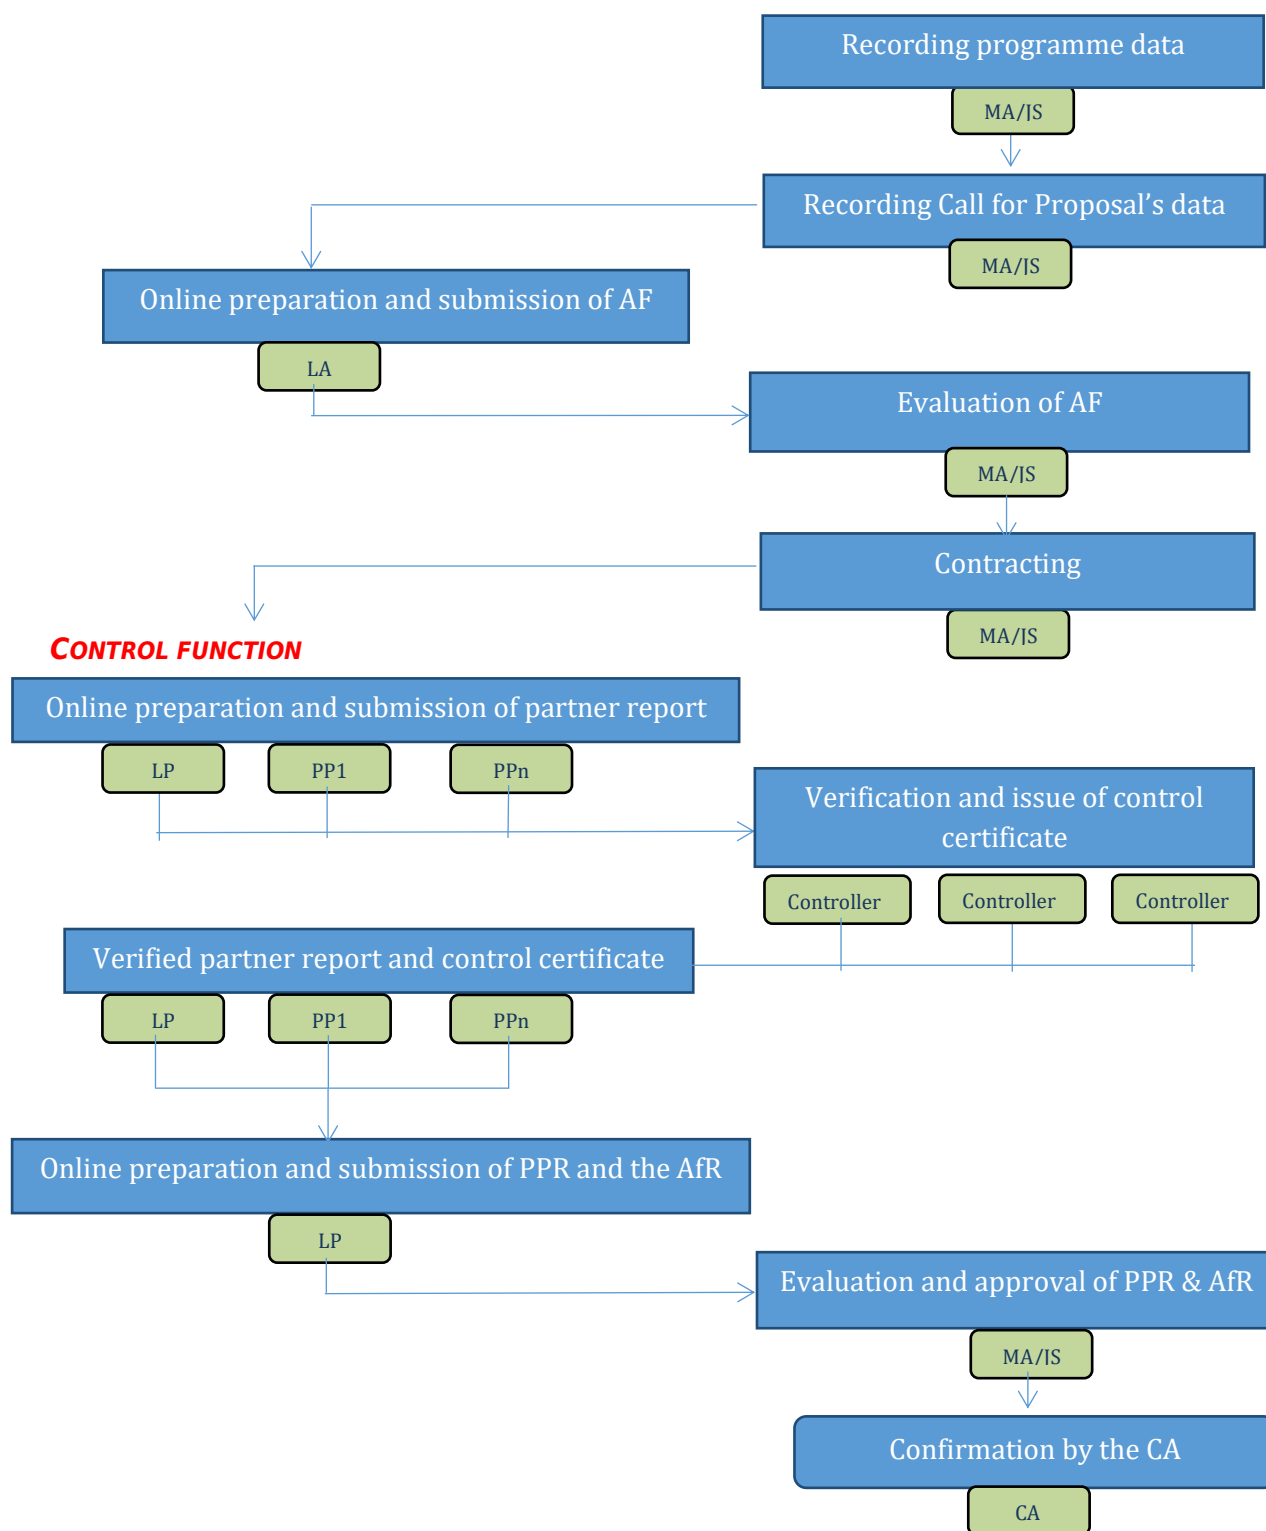 Recording programme data
MA/JS
Recording Call for Proposal’s data
MA/JS
Online preparation and submission of AF
LA
Evaluation of AF
MA/JS
Contracting
MA/JS
CONTROL FUNCTION
Online preparation and submission of partner report
LP PP1 PPn
Verification and issue of control
certificate
Controller Controller Controller
Verified partner report and control certificate
LP PP1 PPn
Online preparation and submission of PPR and the AfR
LP
Evaluation and approval of PPR & AfR
MA/JS
Confirmation by the CA
CA